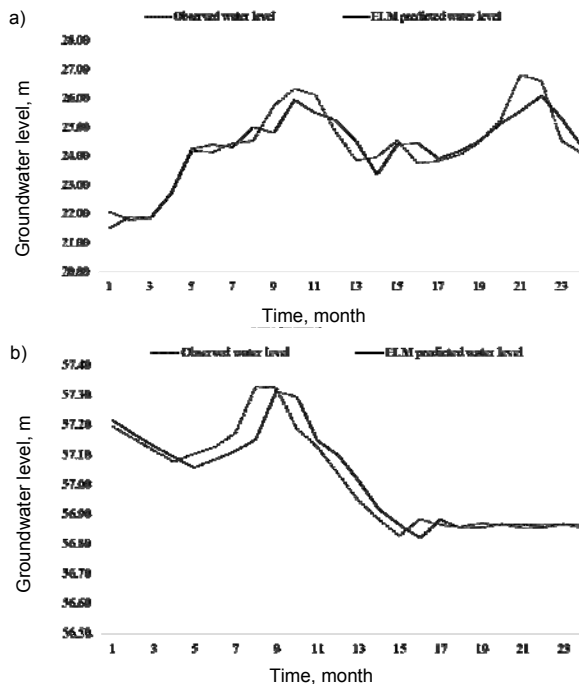 a)
Observed water level
ELM predicted water level
Groundwater level, m
28.00
27.00
26.00
25.00
24.00
23.00
22.00
21.00
20.00
1 3 5 7 9 11 13 15 17 19 21 23
Time, month
b)
Observed water level
ELM predicted water level
Groundwater level, m
57.40
57.30
57.20
57.10
57.00
56.90
56.80
56.70
56.60
56.50
1 3 5 7 9 11 13 15 17 19 21 23
Time, month